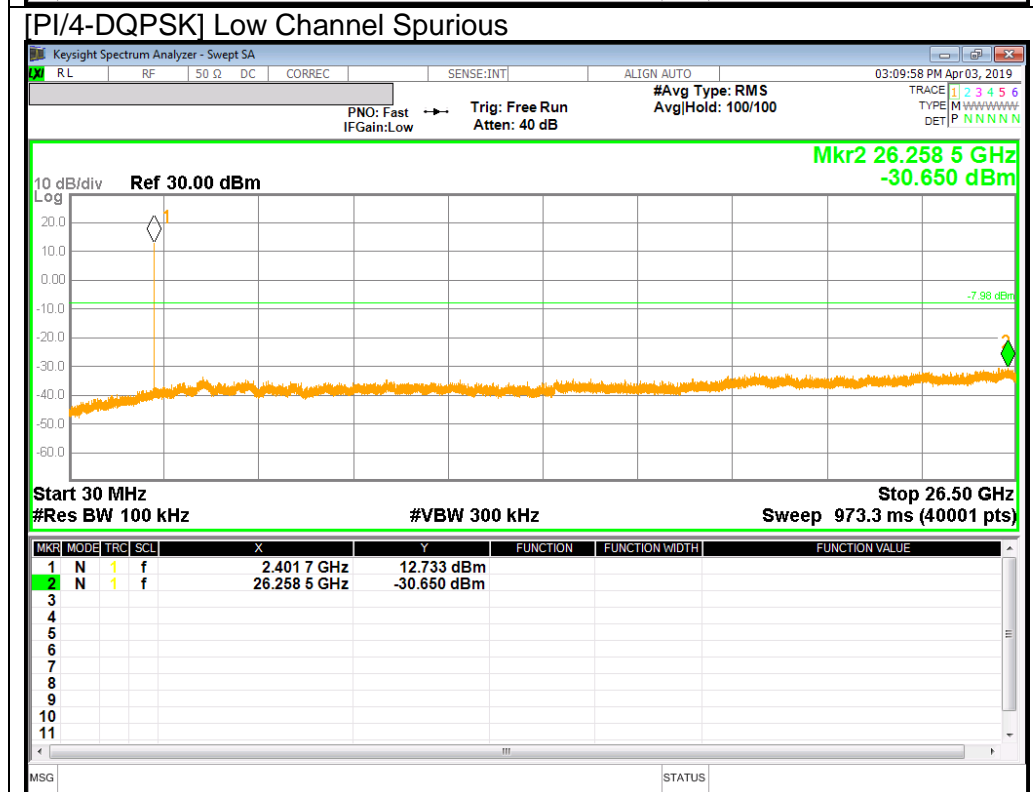 [PI/4-DQPSK] Low Channel Spurious
Keysight Spectrum Analyzer - Swept SA
LXI RL RF 50 Ω DC CORREC SENSE:INT ALIGN AUTO 03:09:58 PM Apr 03, 2019
PNO: Fast Trig: Free Run #Avg Type: RMS TRACE 1 2 3 4 5 6
IFGain:Low Atten: 40 dB Avg|Hold: 100/100 TYPE M WWWWW
DET P N N N N N
Mkr2 26.258 5 GHz
-30.650 dBm
10 dB/div Ref 30.00 dBm
Log
20.0
1
10.0
0.00
-7.98 dBm
-10.0
-20.0
2
-30.0
-40.0
-50.0
-60.0
Start 30 MHz Stop 26.50 GHz
#Res BW 100 kHz #VBW 300 kHz Sweep 973.3 ms (40001 pts)
MKR MODE TRC SCL X Y FUNCTION FUNCTION WIDTH FUNCTION VALUE
1 N 1 f 2.401 7 GHz 12.733 dBm
2 N 1 f 26.258 5 GHz -30.650 dBm
3
4
5
6
7
8
9
10
11
MSG STATUS